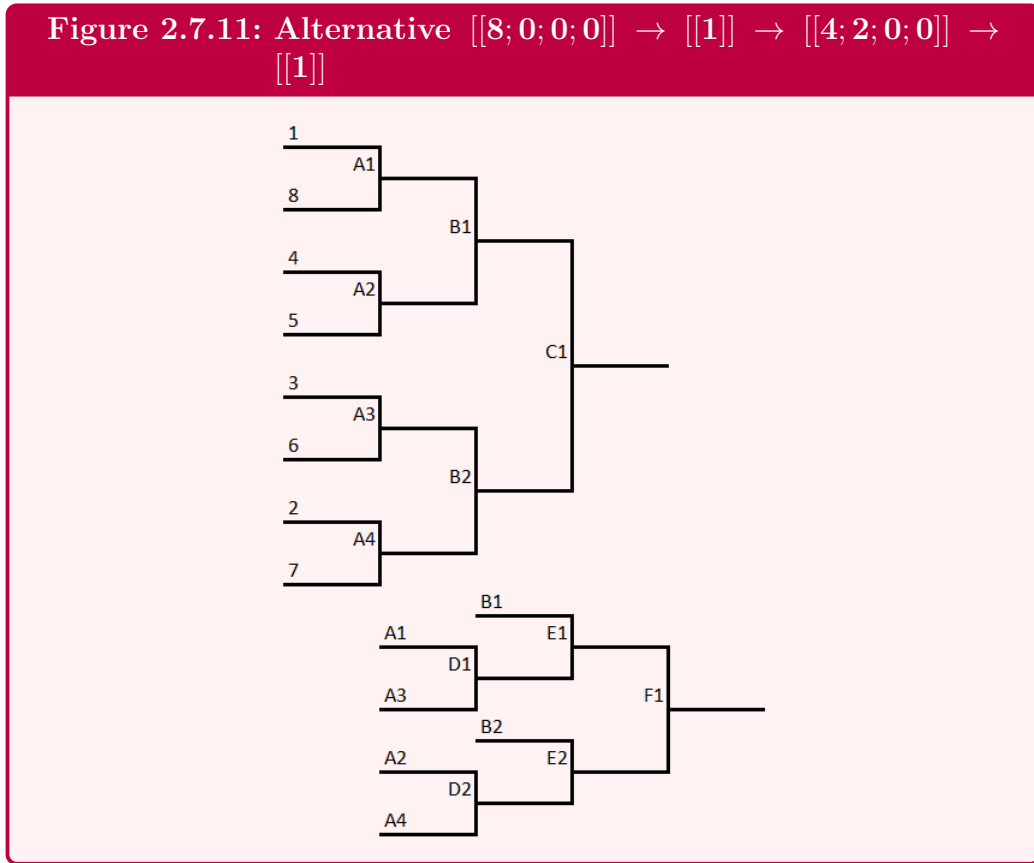 Figure 2.7.11: Alternative [[8; 0; 0; 0]] → [[1]] → [[4; 2; 0; 0]] →
[[1]]
1
A1
8
B1
4
A2
5
C1
3
A3
6
B2
2
A4
7
B1
A1
E1
D1
A3
F1
B2
A2
E2
D2
A4